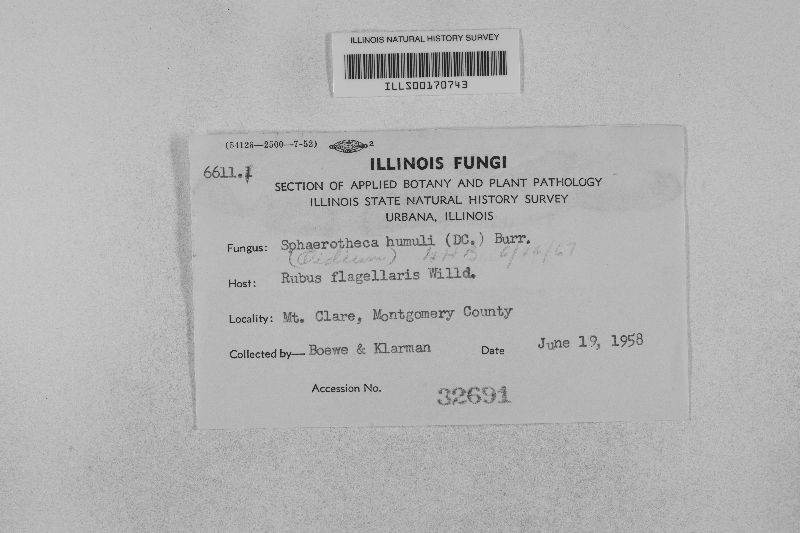 ILLINOIS NATURAL HISTORY SURVEY
ILLS00170743
(54128—2500—7-52) 2
6611.1
ILLINOIS FUNGI
SECTION OF APPLIED BOTANY AND PLANT PATHOLOGY
ILLINOIS STATE NATURAL HISTORY SURVEY
URBANA, ILLINOIS
Fungus: Sphaerotheca humuli (DC.) Burr.
(Oidium)
Host: Rubus flagellaris Willd.
Locality: Mt. Clare, Montgomery County
Collected by— Boewe & Klarman Date June 19, 1958
Accession No. 32691